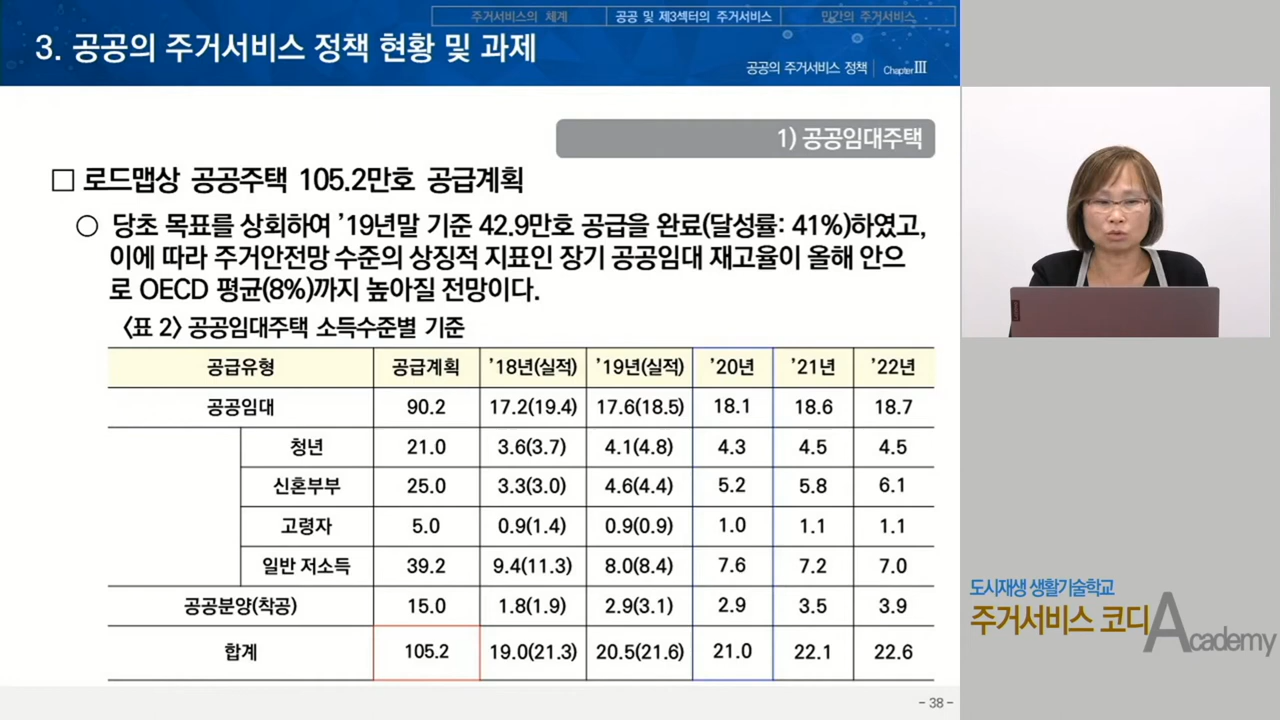 주거서비스의 체계 공공 및 제3섹터의 주거서비스 민간의 주거서비스
3. 공공의 주거서비스 정책 현황 및 과제
공공의 주거서비스 정책 Chapter III
1) 공공임대주택
□ 로드맵상 공공주택 105.2만호 공급계획
○ 당초 목표를 상회하여 ’19년말 기준 42.9만호 공급을 완료(달성률: 41%)하였고,
이에 따라 주거안전망 수준의 상징적 지표인 장기 공공임대 재고율이 올해 안으
로 OECD 평균(8%)까지 높아질 전망이다.
<표 2> 공공임대주택 소득수준별 기준
공급유형 공급계획 ’18년(실적) ’19년(실적) ’20년 ’21년 ’22년
공공임대 90.2 17.2(19.4) 17.6(18.5) 18.1 18.6 18.7
청년 21.0 3.6(3.7) 4.1(4.8) 4.3 4.5 4.5
신혼부부 25.0 3.3(3.0) 4.6(4.4) 5.2 5.8 6.1
고령자 5.0 0.9(1.4) 0.9(0.9) 1.0 1.1 1.1
일반 저소득 39.2 9.4(11.3) 8.0(8.4) 7.6 7.2 7.0
공공분양(착공) 15.0 1.8(1.9) 2.9(3.1) 2.9 3.5 3.9
합계 105.2 19.0(21.3) 20.5(21.6) 21.0 22.1 22.6
- 38 -
도시재생 생활기술학교
주거서비스 코디 Academy